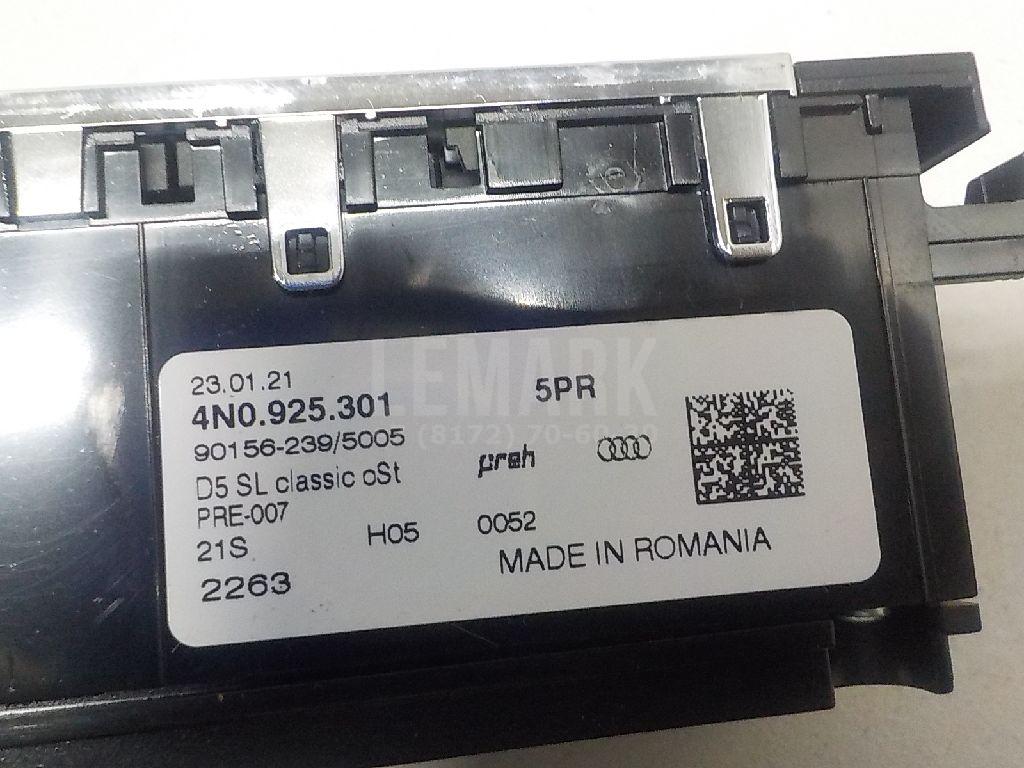 LEMARK
23.01.21
4N0.925.301 5PR
(8172) 70-60-30
90156-239/5005
D5 SL classic oSt preh
PRE-007
21S H05 0052
MADE IN ROMANIA
2263